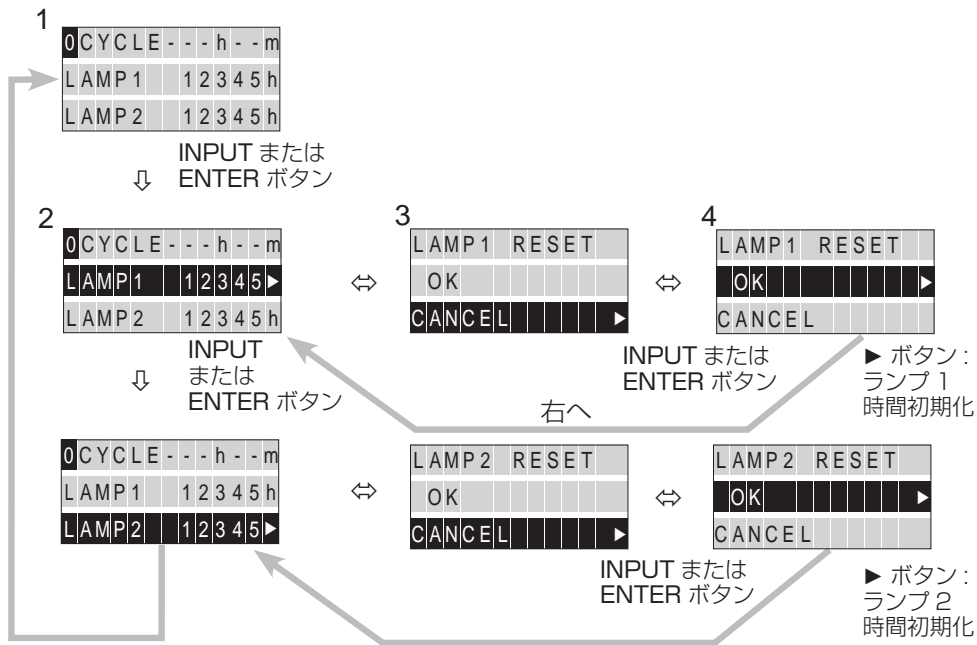 1
0CYCLE---h--m
LAMP1 12345h
LAMP2 12345h
INPUT または
ENTER ボタン
⇩
2
0CYCLE---h--m
LAMP1 12345▶
LAMP2 12345h
⇔
3
LAMP1 RESET
OK
CANCEL ▶
⇔
4
LAMP1 RESET
OK ▶
CANCEL
INPUT
または
ENTER ボタン
⇩
INPUT または
ENTER ボタン
▶ ボタン :
ランプ 1
時間初期化
右へ
0CYCLE---h--m
LAMP1 12345h
LAMP2 12345▶
⇔
LAMP2 RESET
OK
CANCEL ▶
⇔
LAMP2 RESET
OK ▶
CANCEL
INPUT または
ENTER ボタン
▶ ボタン :
ランプ 2
時間初期化